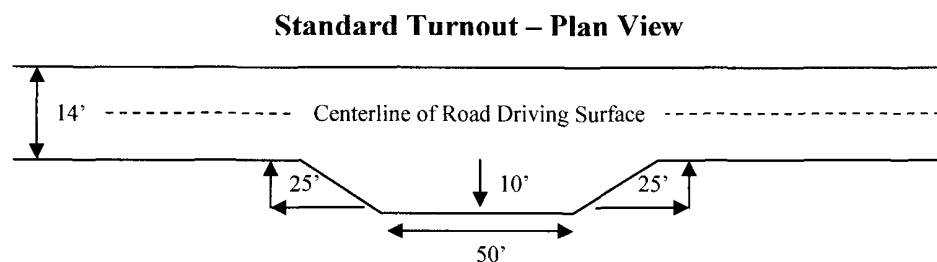 Standard Turnout – Plan View
14’
Centerline of Road Driving Surface
25’
10’
25’
50’